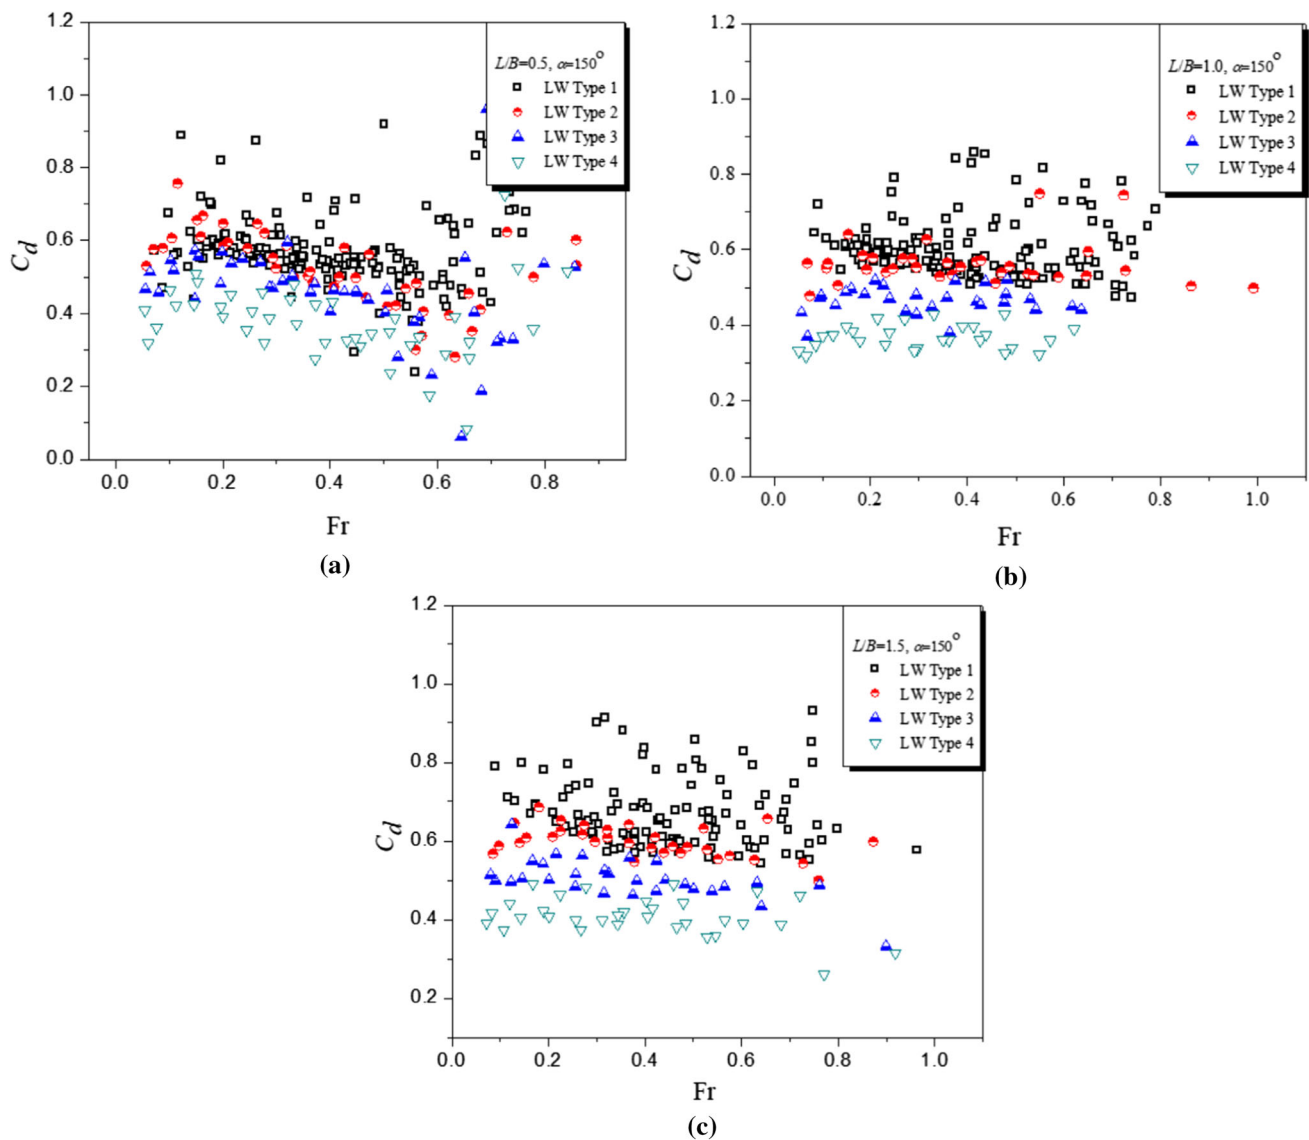 1.2
1.0
0.8
0.6
0.4
0.2
0.0
C_d
0.0 0.2 0.4 0.6 0.8
Fr
L/B=0.5, α=150°
LW Type 1
LW Type 2
LW Type 3
LW Type 4
(a)
1.2
1.0
0.8
0.6
0.4
0.2
0.0
C_d
0.0 0.2 0.4 0.6 0.8 1.0
Fr
L/B=1.0, α=150°
LW Type 1
LW Type 2
LW Type 3
LW Type 4
(b)
1.2
1.0
0.8
0.6
0.4
0.2
C_d
0.0 0.2 0.4 0.6 0.8 1.0
Fr
L/B=1.5, α=150°
LW Type 1
LW Type 2
LW Type 3
LW Type 4
(c)